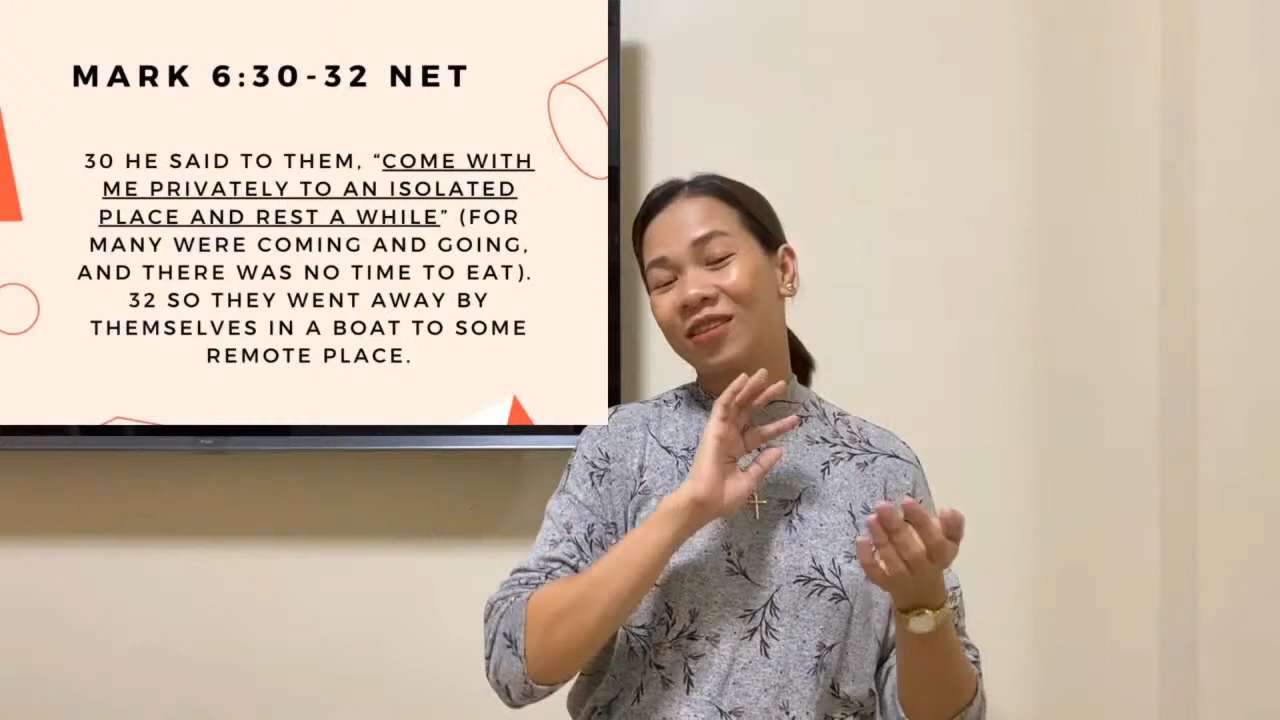 MARK 6:30-32 NET
30 HE SAID TO THEM, “COME WITH
ME PRIVATELY TO AN ISOLATED
PLACE AND REST A WHILE” (FOR
MANY WERE COMING AND GOING,
AND THERE WAS NO TIME TO EAT).
32 SO THEY WENT AWAY BY
THEMSELVES IN A BOAT TO SOME
REMOTE PLACE.